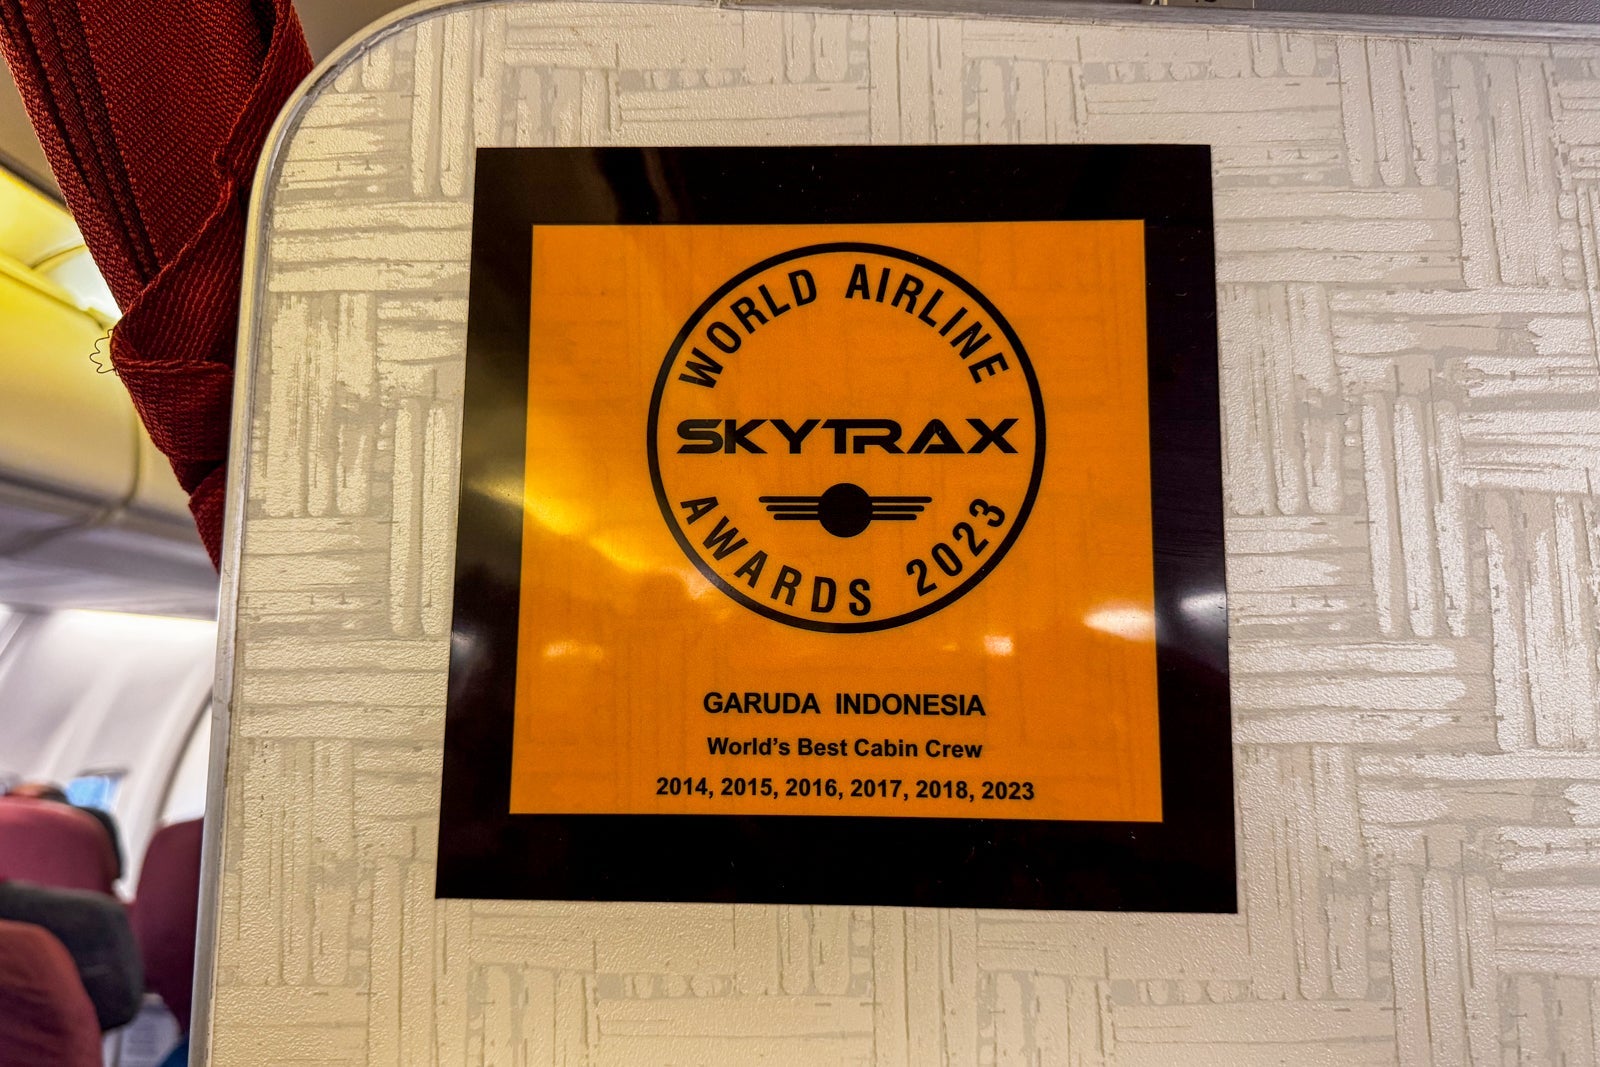 WORLD AIRLINE
SKYTRAX
AWARDS 2023
GARUDA INDONESIA
World's Best Cabin Crew
2014, 2015, 2016, 2017, 2018, 2023